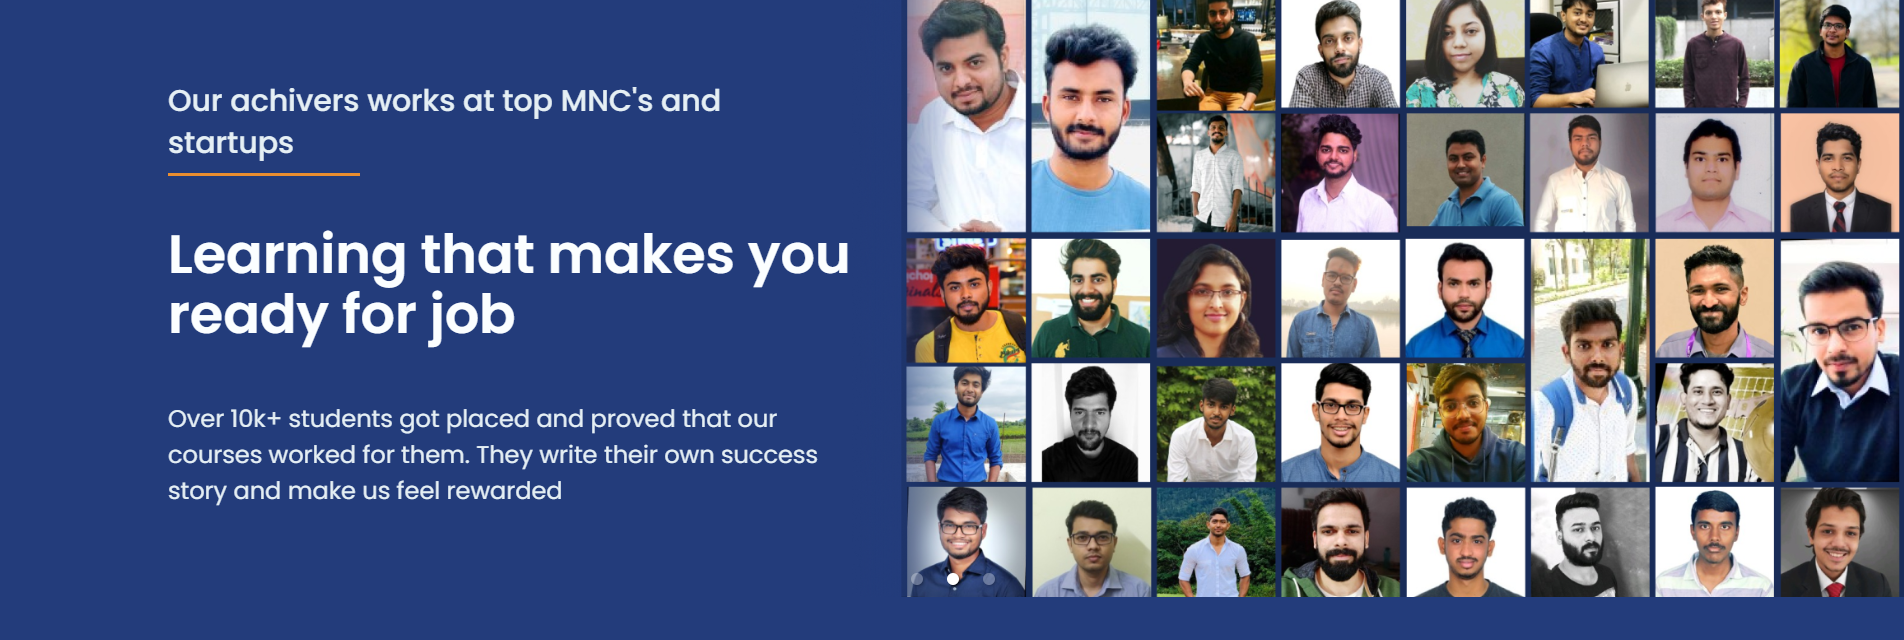 Our achivers works at top MNC's and
startups
Learning that makes you
ready for job
Over 10k+ students got placed and proved that our
courses worked for them. They write their own success
story and make us feel rewarded